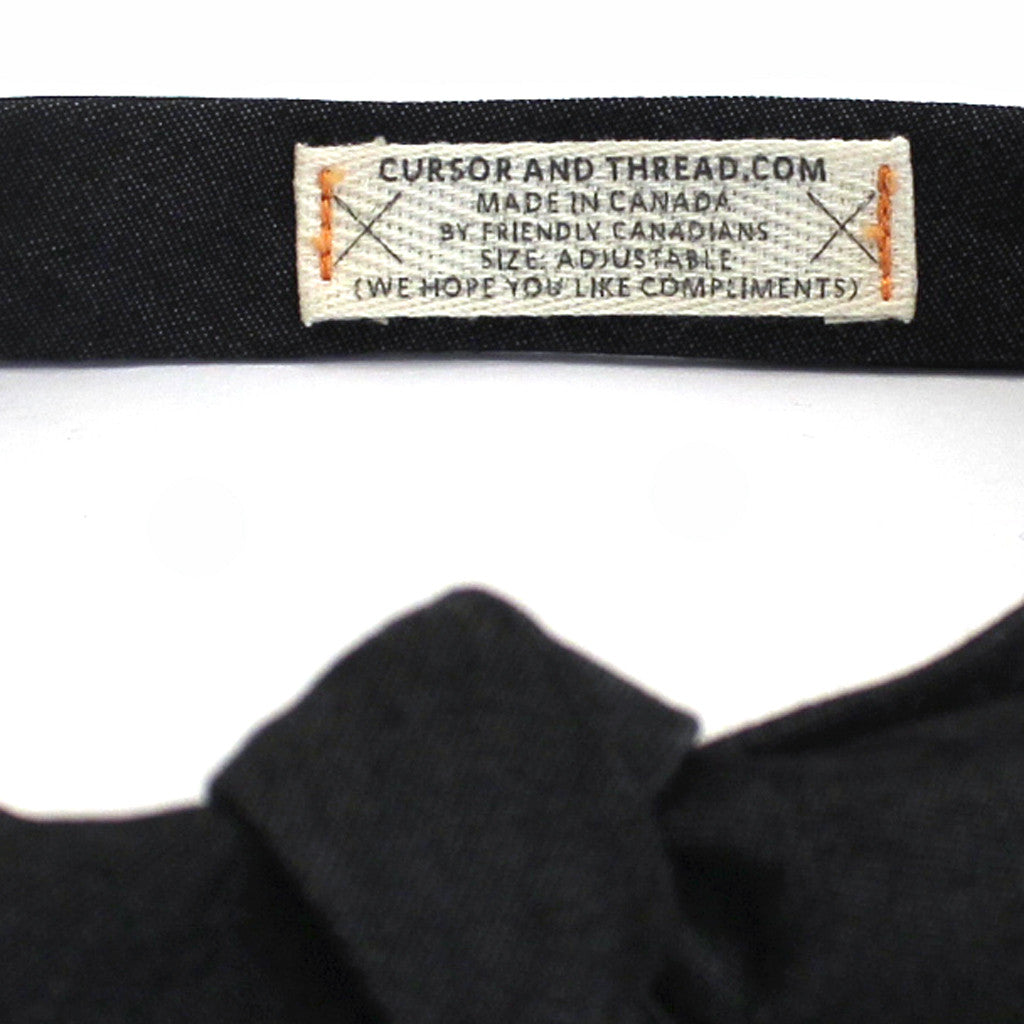 CURSOR AND THREAD.COM
MADE IN CANADA
BY FRIENDLY CANADIANS
SIZE: ADJUSTABLE
(WE HOPE YOU LIKE COMPLIMENTS)